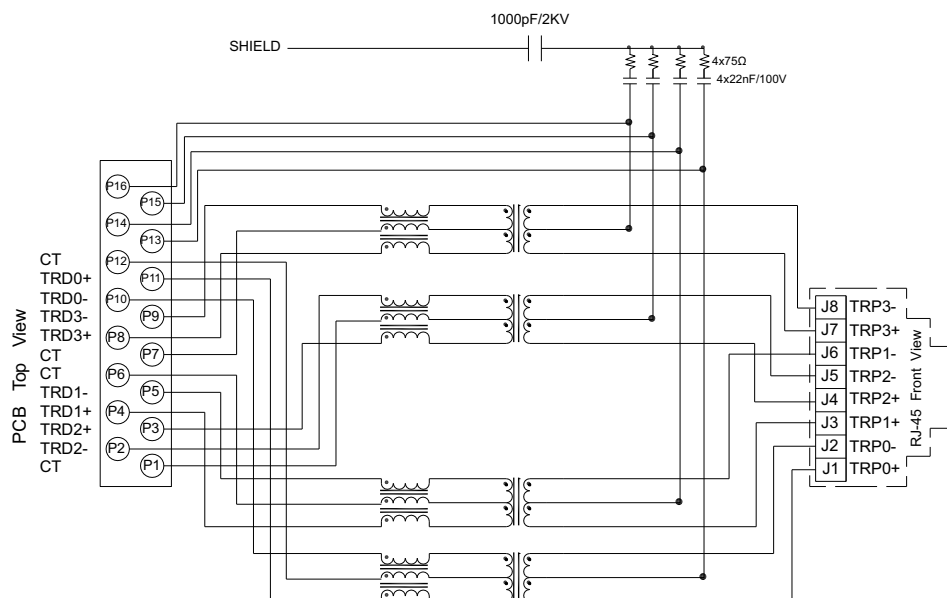 1000pF/2KV
SHIELD
4x75Ω
4x22nF/100V
P16
P15
P14
P13
P12
P11
P10
P9
P8
P7
P6
P5
P4
P3
P2
P1
CT
TRD0+
TRD0-
TRD3-
TRD3+
CT
CT
TRD1-
TRD1+
TRD2+
TRD2-
CT
PCB Top View
J8 TRP3-
J7 TRP3+
J6 TRP1-
J5 TRP2-
J4 TRP2+
J3 TRP1+
J2 TRP0-
J1 TRP0+
RJ-45 Front View